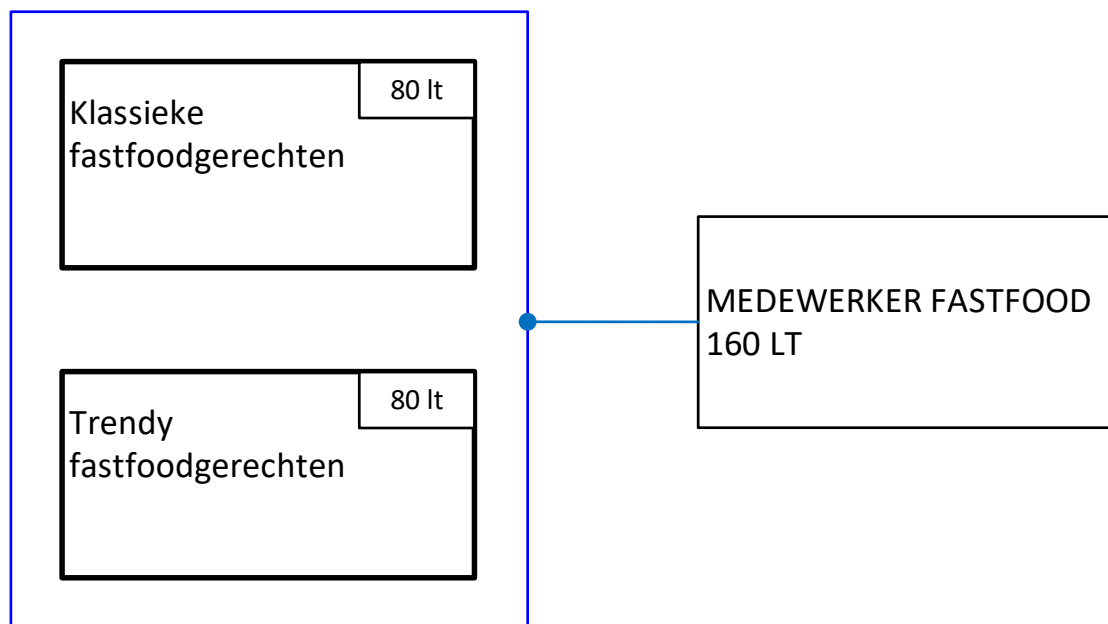 80 lt
Klassieke
fastfoodgerechten
MEDEWERKER FASTFOOD
160 LT
80 lt
Trendy
fastfoodgerechten